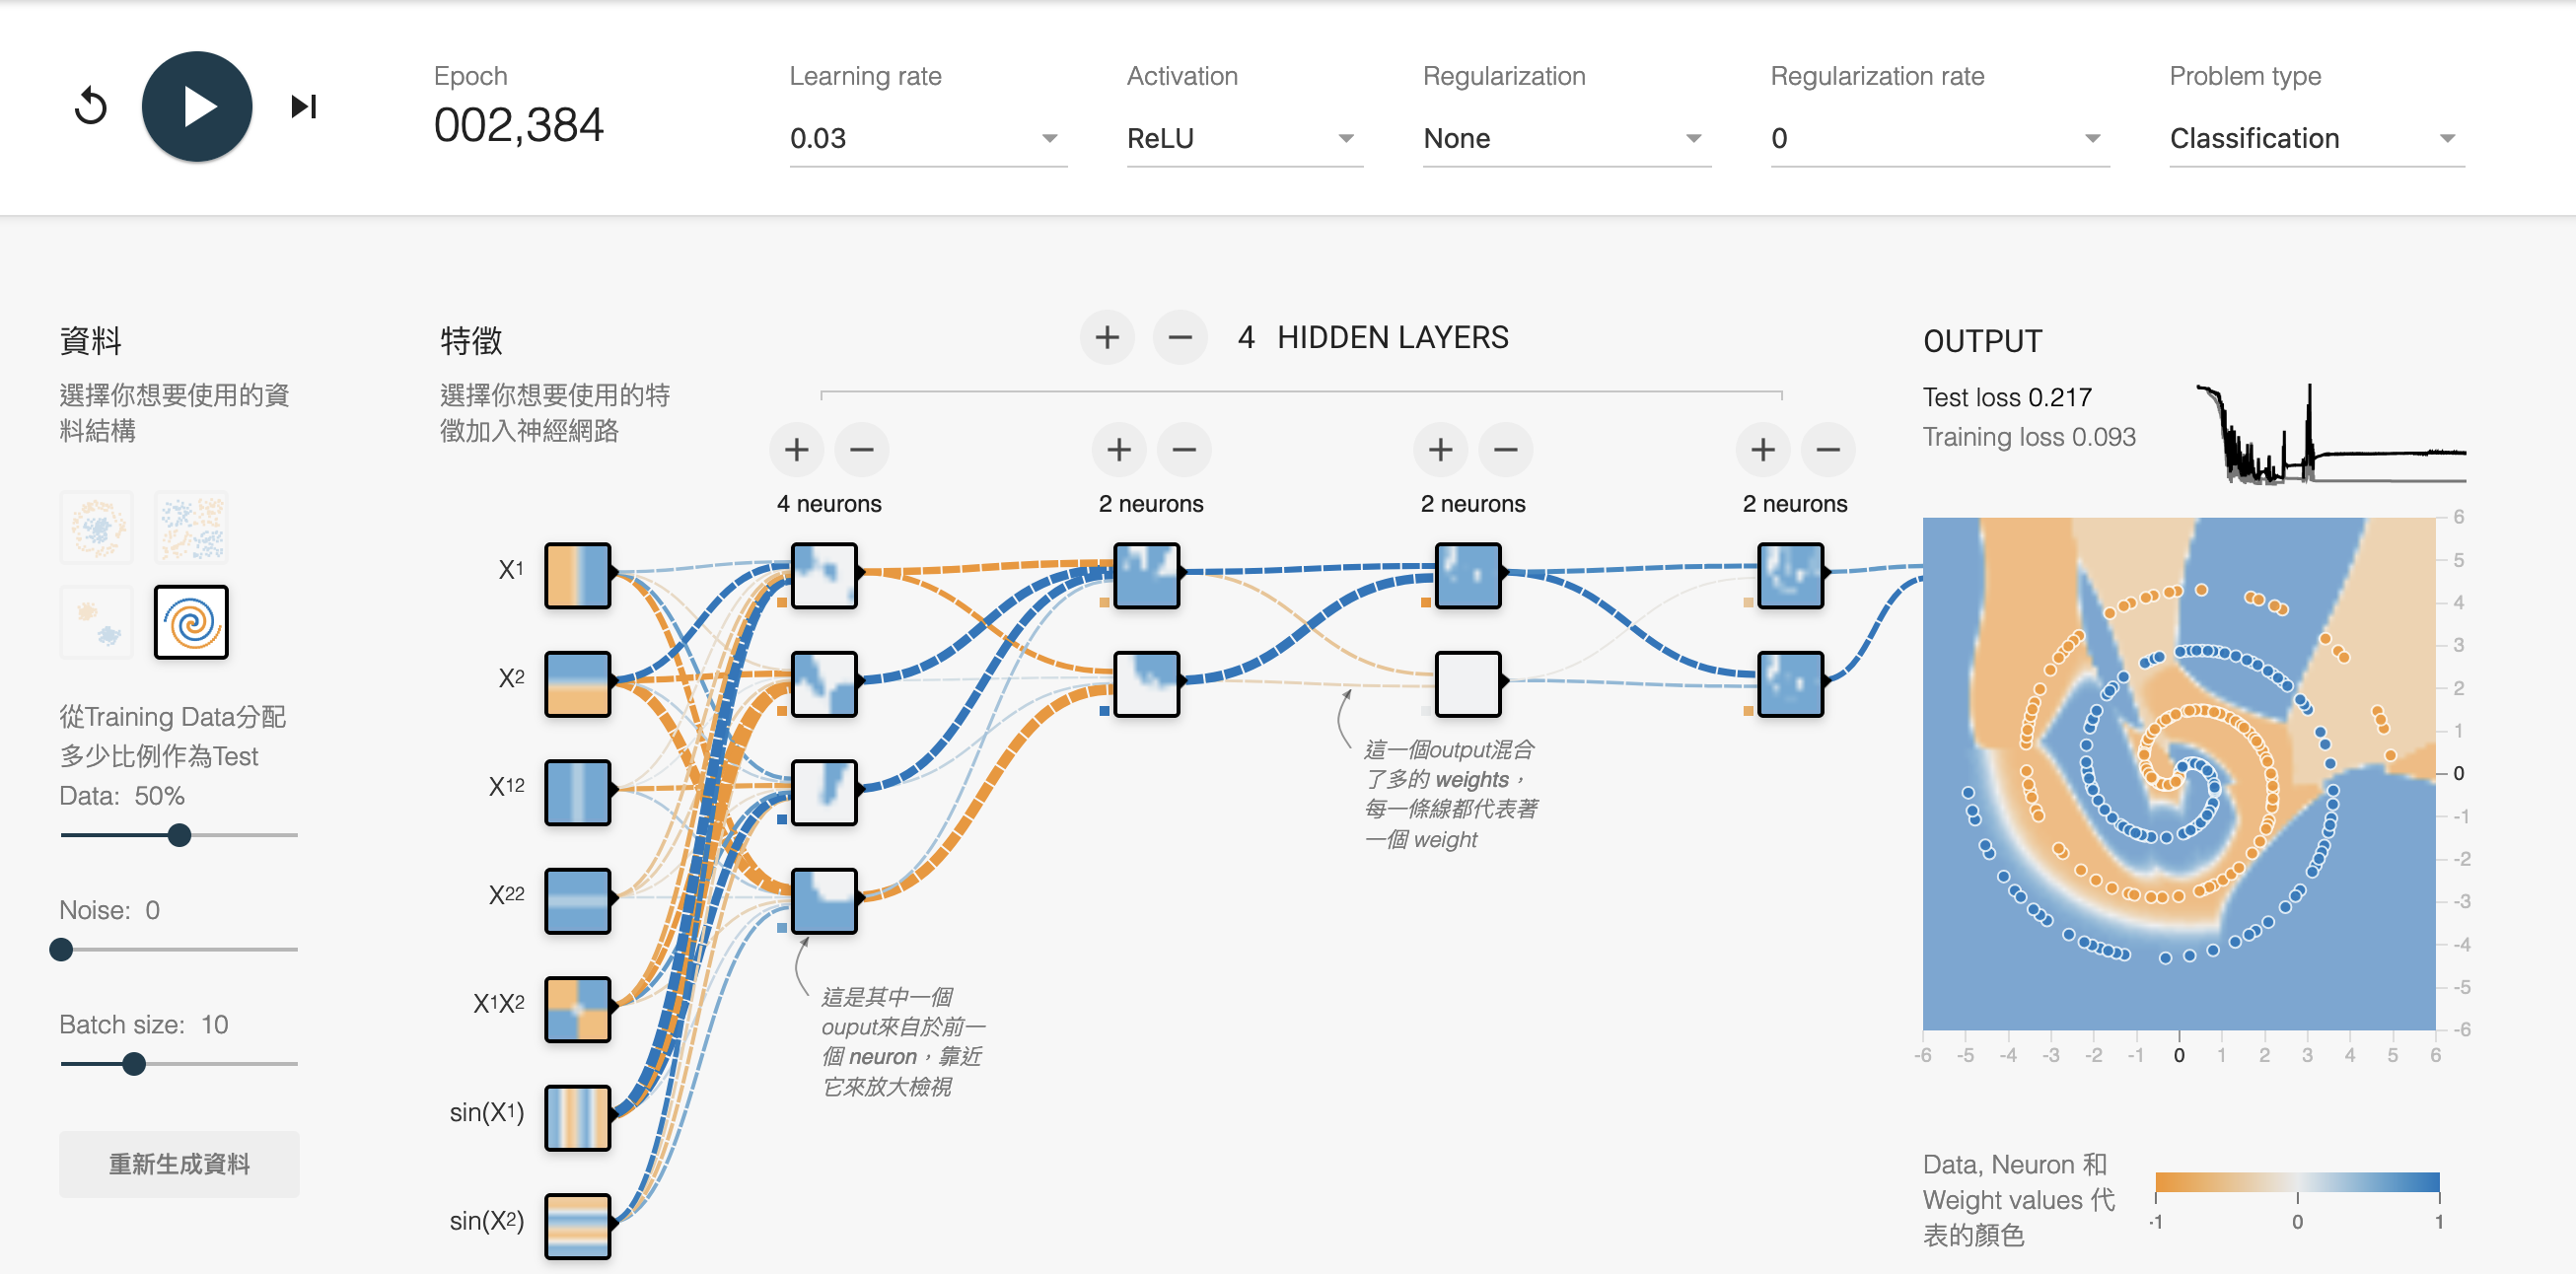 Epoch
002,384
Learning rate
0.03
Activation
ReLU
Regularization
None
Regularization rate
0
Problem type
Classification
資料
選擇你想要使用的資
料結構
從Training Data分配
多少比例作為Test
Data: 50%
Noise: 0
Batch size: 10
重新生成資料
特徵
選擇你想要使用的特
徵加入神經網路
X1
X2
X12
X22
X1X2
sin(X1)
sin(X2)
+ − 4 HIDDEN LAYERS
+ − + − + − + −
4 neurons
2 neurons
2 neurons
2 neurons
這一個output混合
了多的 weights，
每一條線都代表著
一個 weight
這是其中一個
ouput來自於前一
個 neuron，靠近
它來放大檢視
OUTPUT
Test loss 0.217
Training loss 0.093
6
5
4
3
2
1
0
-1
-2
-3
-4
-5
-6
-6 -5 -4 -3 -2 -1 0 1 2 3 4 5 6
Data, Neuron 和
Weight values 代
表的顏色
-1 0 1